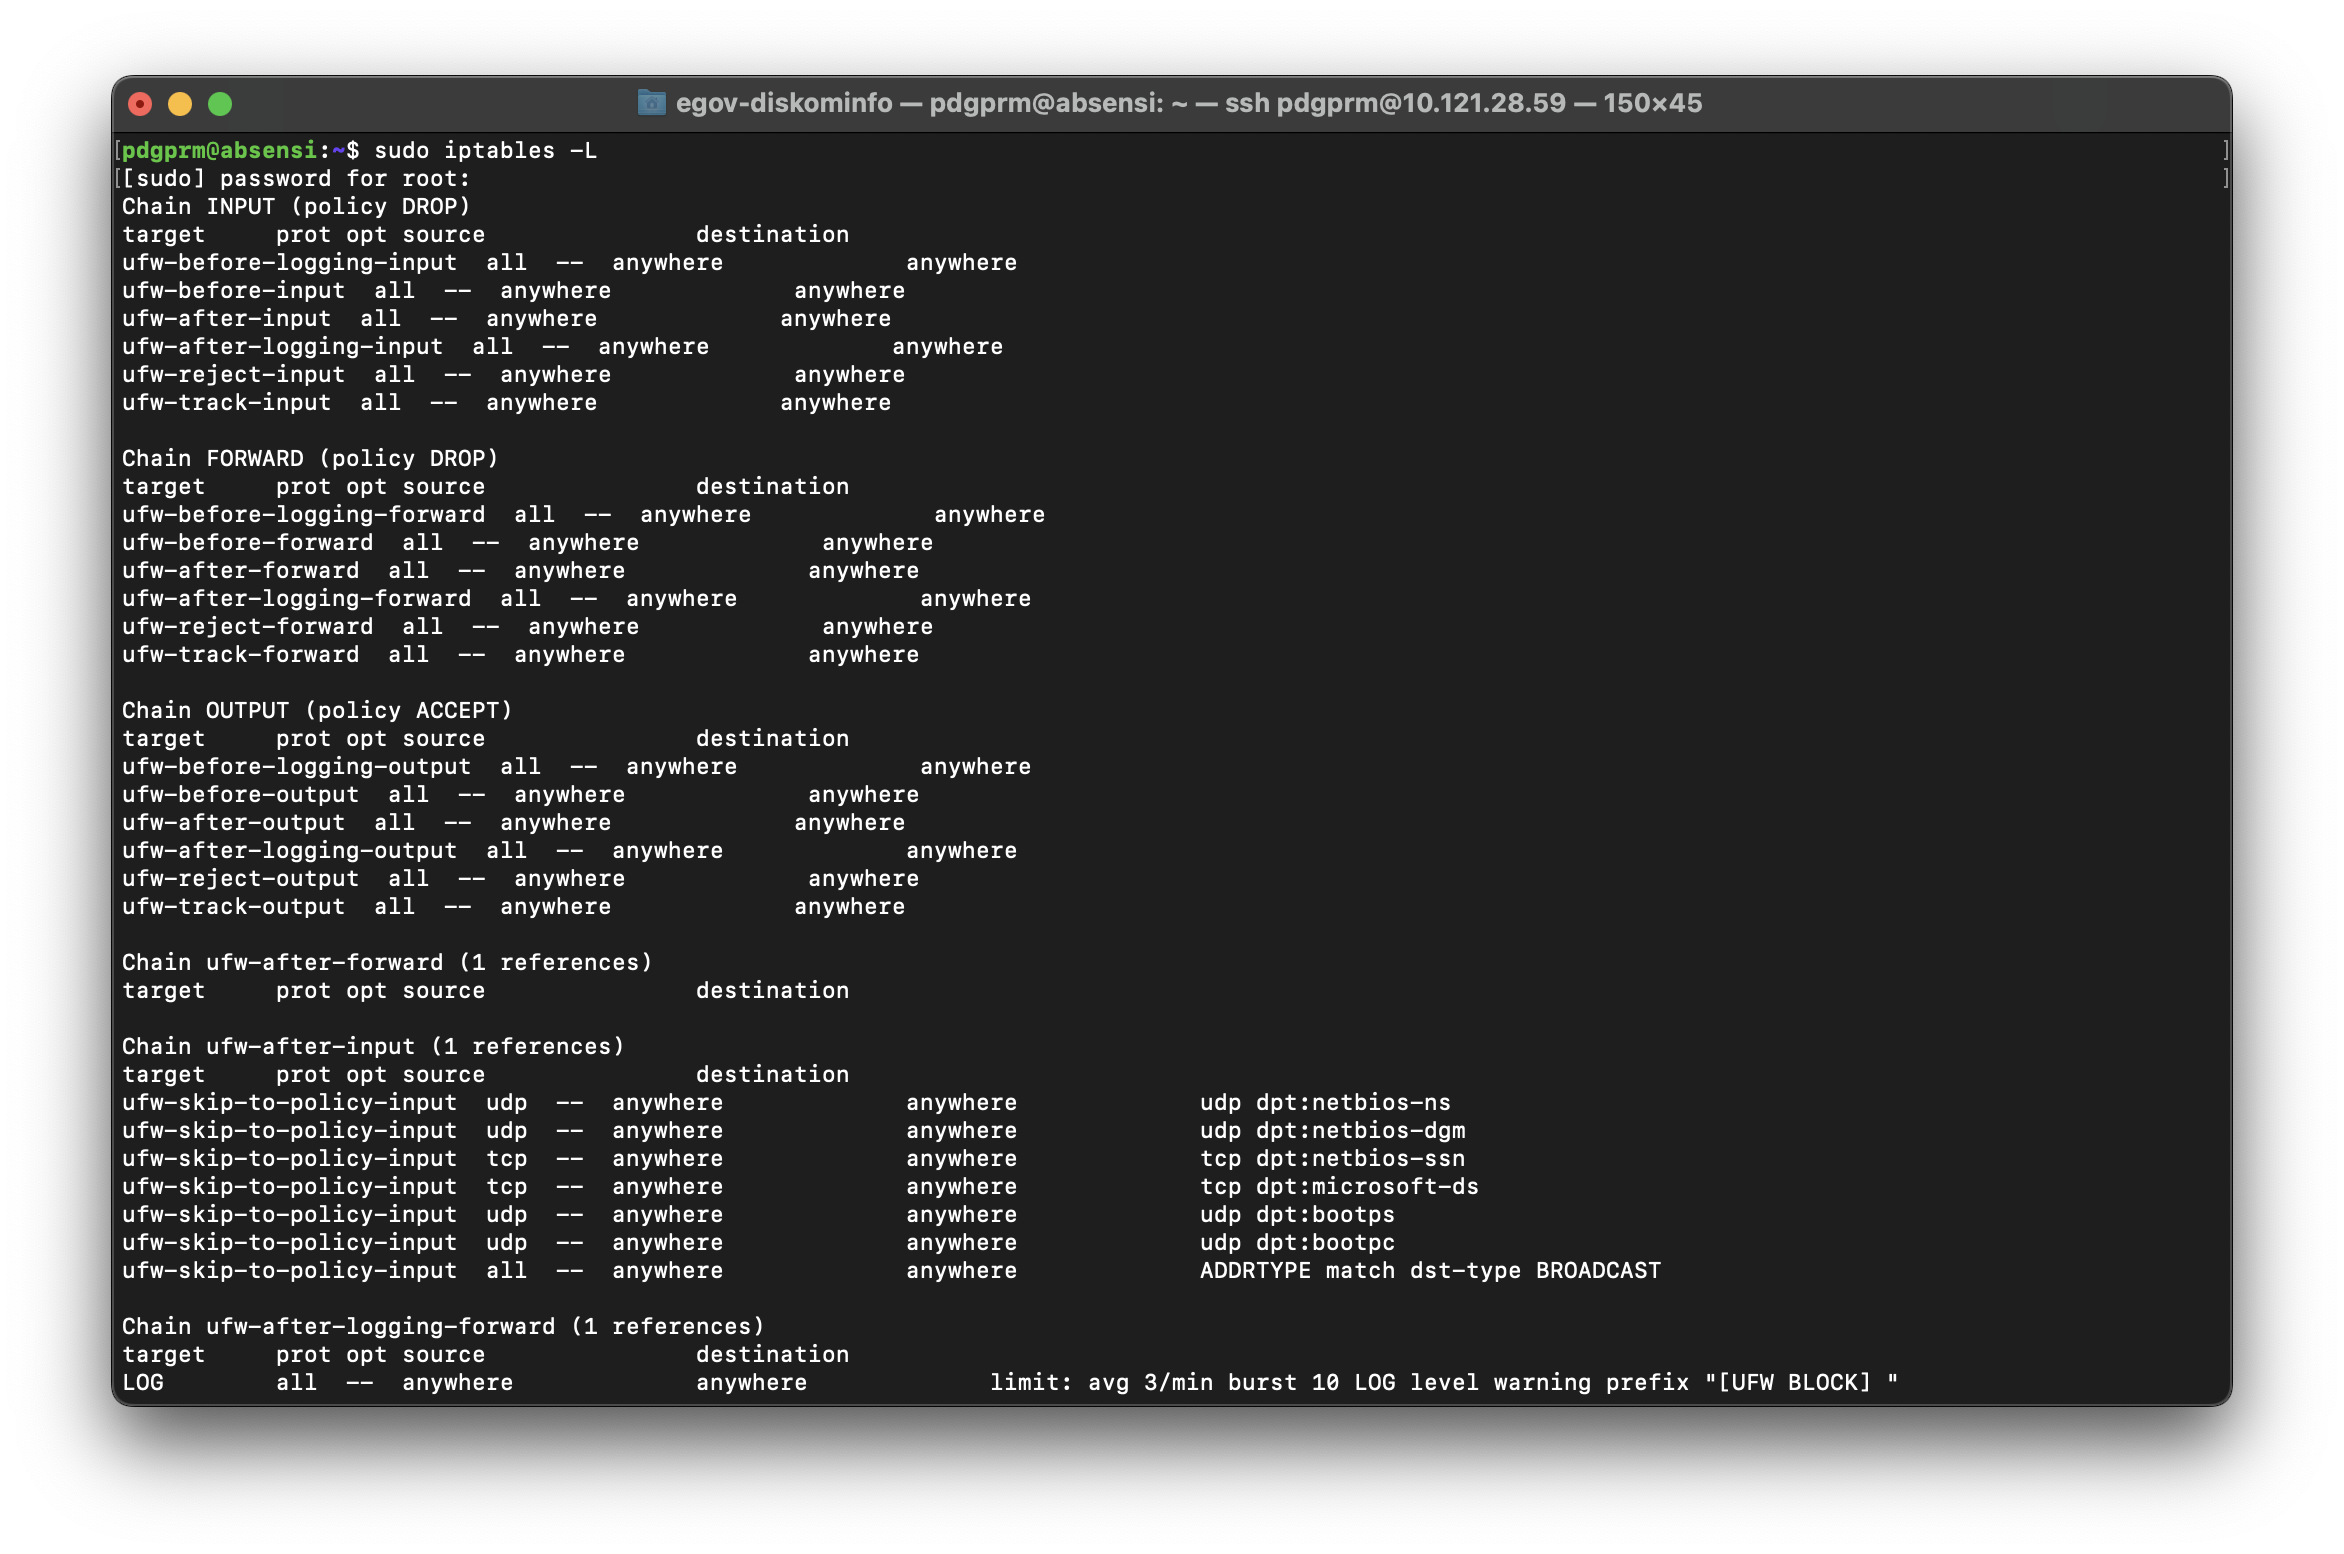 egov-diskominfo — pdgprm@absensi: ~ — ssh pdgprm@10.121.28.59 — 150×45
[pdgprm@absensi:~$ sudo iptables -L ]
[[sudo] password for root: ]
Chain INPUT (policy DROP)
target     prot opt source               destination
ufw-before-logging-input  all  --  anywhere             anywhere
ufw-before-input  all  --  anywhere             anywhere
ufw-after-input  all  --  anywhere             anywhere
ufw-after-logging-input  all  --  anywhere             anywhere
ufw-reject-input  all  --  anywhere             anywhere
ufw-track-input  all  --  anywhere             anywhere

Chain FORWARD (policy DROP)
target     prot opt source               destination
ufw-before-logging-forward  all  --  anywhere             anywhere
ufw-before-forward  all  --  anywhere             anywhere
ufw-after-forward  all  --  anywhere             anywhere
ufw-after-logging-forward  all  --  anywhere             anywhere
ufw-reject-forward  all  --  anywhere             anywhere
ufw-track-forward  all  --  anywhere             anywhere

Chain OUTPUT (policy ACCEPT)
target     prot opt source               destination
ufw-before-logging-output  all  --  anywhere             anywhere
ufw-before-output  all  --  anywhere             anywhere
ufw-after-output  all  --  anywhere             anywhere
ufw-after-logging-output  all  --  anywhere             anywhere
ufw-reject-output  all  --  anywhere             anywhere
ufw-track-output  all  --  anywhere             anywhere

Chain ufw-after-forward (1 references)
target     prot opt source               destination

Chain ufw-after-input (1 references)
target     prot opt source               destination
ufw-skip-to-policy-input  udp  --  anywhere             anywhere             udp dpt:netbios-ns
ufw-skip-to-policy-input  udp  --  anywhere             anywhere             udp dpt:netbios-dgm
ufw-skip-to-policy-input  tcp  --  anywhere             anywhere             tcp dpt:netbios-ssn
ufw-skip-to-policy-input  tcp  --  anywhere             anywhere             tcp dpt:microsoft-ds
ufw-skip-to-policy-input  udp  --  anywhere             anywhere             udp dpt:bootps
ufw-skip-to-policy-input  udp  --  anywhere             anywhere             udp dpt:bootpc
ufw-skip-to-policy-input  all  --  anywhere             anywhere             ADDRTYPE match dst-type BROADCAST

Chain ufw-after-logging-forward (1 references)
target     prot opt source               destination
LOG        all  --  anywhere             anywhere             limit: avg 3/min burst 10 LOG level warning prefix "[UFW BLOCK] "